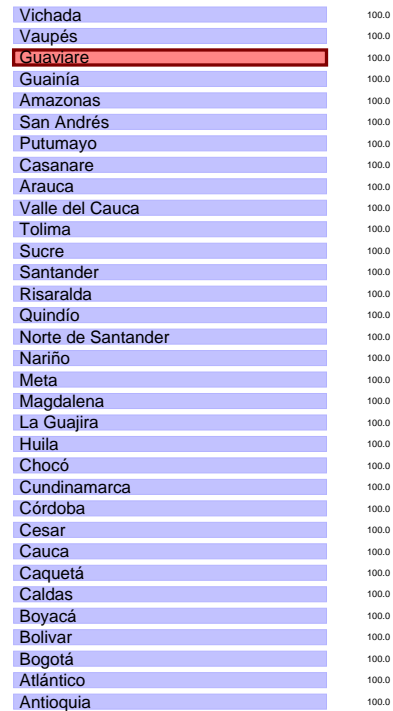 Vichada 100.0
Vaupés 100.0
Guaviare 100.0
Guainía 100.0
Amazonas 100.0
San Andrés 100.0
Putumayo 100.0
Casanare 100.0
Arauca 100.0
Valle del Cauca 100.0
Tolima 100.0
Sucre 100.0
Santander 100.0
Risaralda 100.0
Quindío 100.0
Norte de Santander 100.0
Nariño 100.0
Meta 100.0
Magdalena 100.0
La Guajira 100.0
Huila 100.0
Chocó 100.0
Cundinamarca 100.0
Córdoba 100.0
Cesar 100.0
Cauca 100.0
Caquetá 100.0
Caldas 100.0
Boyacá 100.0
Bolivar 100.0
Bogotá 100.0
Atlántico 100.0
Antioquia 100.0